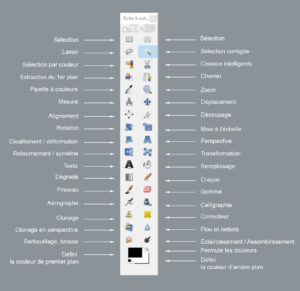 Boîte à out...
Sélection
Lasso
Sélection par couleur
Extraction du 1er plan
Pipette à couleurs
Mesure
Alignement
Rotation
Cisaillement / déformation
Retournement / symétrie
Texte
Dégradé
Pinceau
Aérographe
Clonage
Clonage en perspective
Barbouillage, brosse
Défini
la couleur de premier plan
Sélection
Sélection contigüe
Ciseaux intelligents
Chemin
Zoom
Déplacement
Découpage
Mise à l'échelle
Perspective
Transformation
Remplissage
Crayon
Gomme
Calligraphie
Correcteur
Flou et netteté
Eclaircissement / Assombrissement
Permute les couleurs
Défini
la couleur d'arrière plan